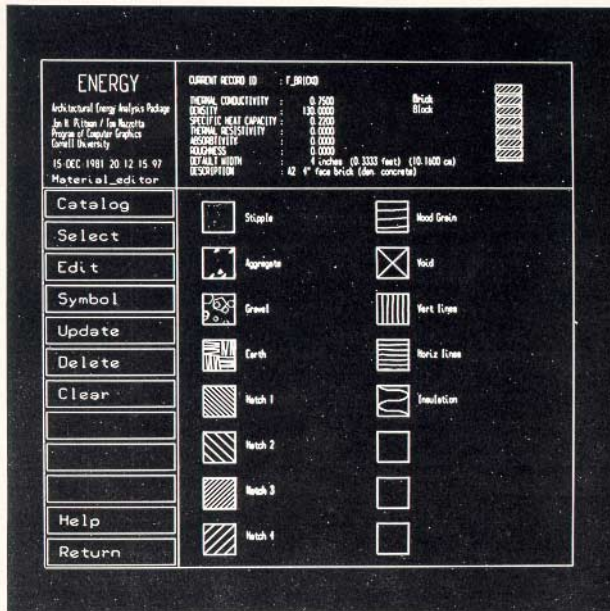 ENERGY
Architectural Energy Analysis Package
Jon H. Pittman / Tom Mazzotta
Program of Computer Graphics
Cornell University
15-DEC-1981 20 12 15 97
Material_editor
CURRENT RECORD ID : F_BRICKO
THERMAL CONDUCTIVITY : 0.7500
DENSITY : 130.0000
SPECIFIC HEAT CAPACITY : 0.2200
THERMAL RESISTIVITY : 0.0000
ABSORBTIVITY : 0.0000
ROUGHNESS : 0.0000
DEFAULT WIDTH : 4 inches (0.3333 feet) (10.1600 cm)
DESCRIPTION : A2 4" face brick (den. concrete)
Brick
Block
Catalog
Select
Edit
Symbol
Update
Delete
Clear
Help
Return
Stipple
Aggregate
Gravel
Earth
Hatch 1
Hatch 2
Hatch 3
Hatch 4
Wood Grain
Void
Vert lines
Horiz lines
Insulation